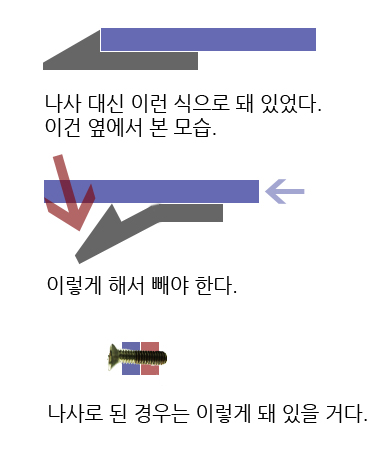 나사 대신 이런 식으로 돼 있었다.
이건 옆에서 본 모습.
이렇게 해서 빼야 한다.
나사로 된 경우는 이렇게 돼 있을 거다.